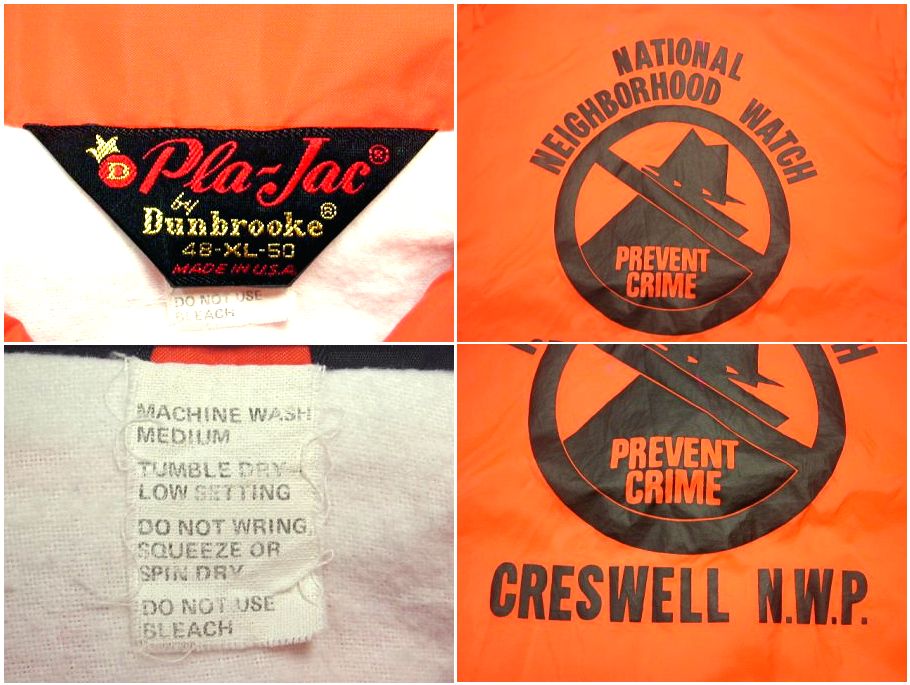 D
Pla-Jac®
by
Dunbrooke®
48-XL-50
MADE IN U.S.A.
DO NOT USE
BLEACH
NATIONAL
NEIGHBORHOOD WATCH
PREVENT
CRIME
MACHINE WASH
MEDIUM
TUMBLE DRY
LOW SETTING
DO NOT WRING
SQUEEZE OR
SPIN DRY
DO NOT USE
BLEACH
PREVENT
CRIME
CRESWELL N.W.P.